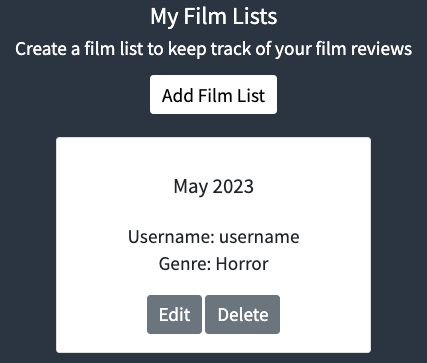 My Film Lists
Create a film list to keep track of your film reviews
Add Film List
May 2023
Username: username
Genre: Horror
Edit Delete